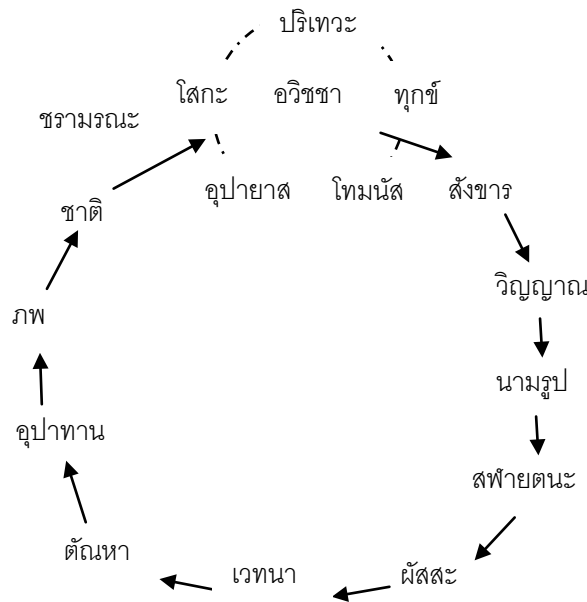 ปริเทวะ
โสกะ อวิชชา ทุกข์
ชรามรณะ
อุปายาส โทมนัส สังขาร
ชาติ
วิญญาณ
ภพ
นามรูป
อุปาทาน
สฬายตนะ
ตัณหา
เวทนา ผัสสะ